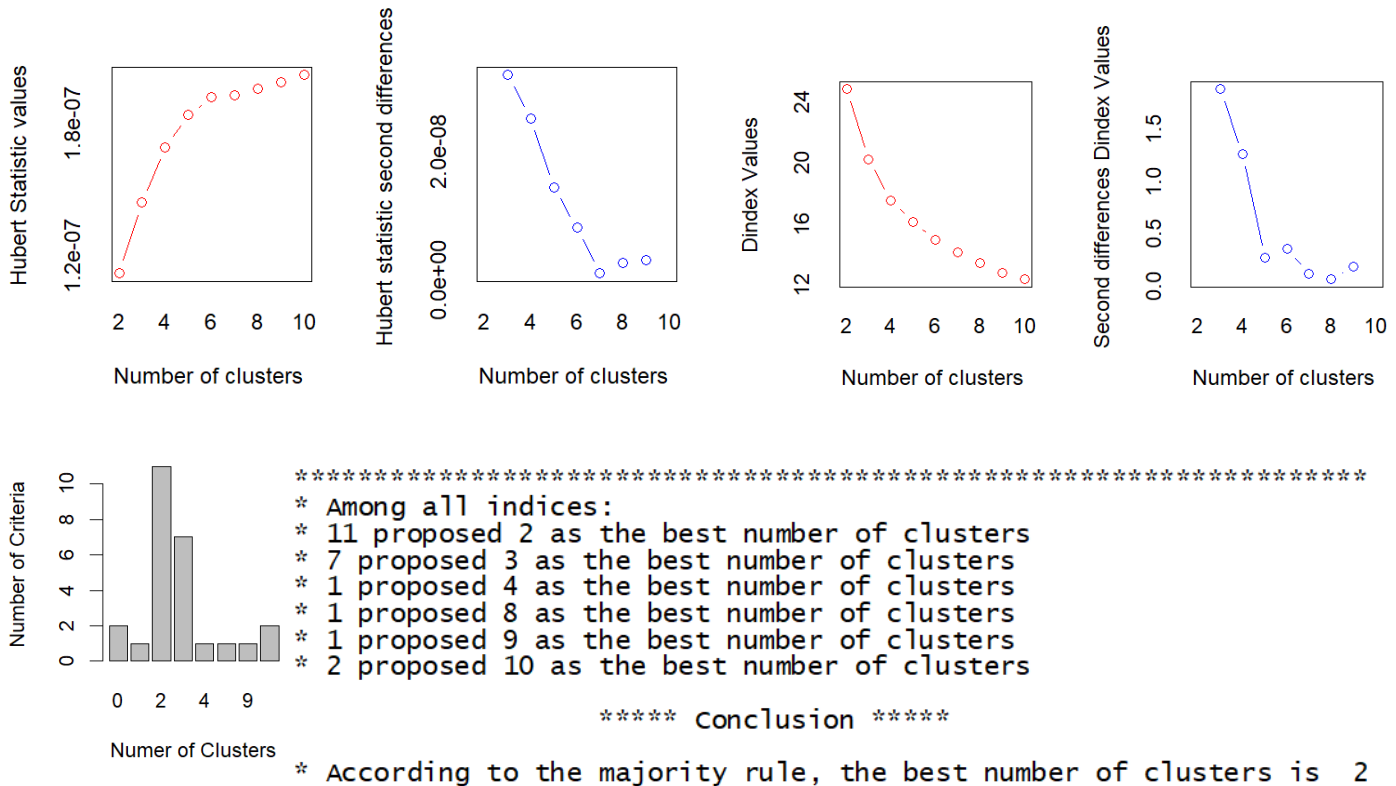 Hubert Statistic values
1.2e-07 1.8e-07
2 4 6 8 10
Number of clusters
Hubert statistic second differences
0.0e+00 2.0e-08
2 4 6 8 10
Number of clusters
Dindex Values
12 16 20 24
2 4 6 8 10
Number of clusters
Second differences Dindex Values
0.0 0.5 1.0 1.5
2 4 6 8 10
Number of clusters
Number of Criteria
0 2 4 6 8 10
0 2 4 9
Numer of Clusters
*******************************************************************
* Among all indices:
* 11 proposed 2 as the best number of clusters
* 7 proposed 3 as the best number of clusters
* 1 proposed 4 as the best number of clusters
* 1 proposed 8 as the best number of clusters
* 1 proposed 9 as the best number of clusters
* 2 proposed 10 as the best number of clusters
***** Conclusion *****
* According to the majority rule, the best number of clusters is 2